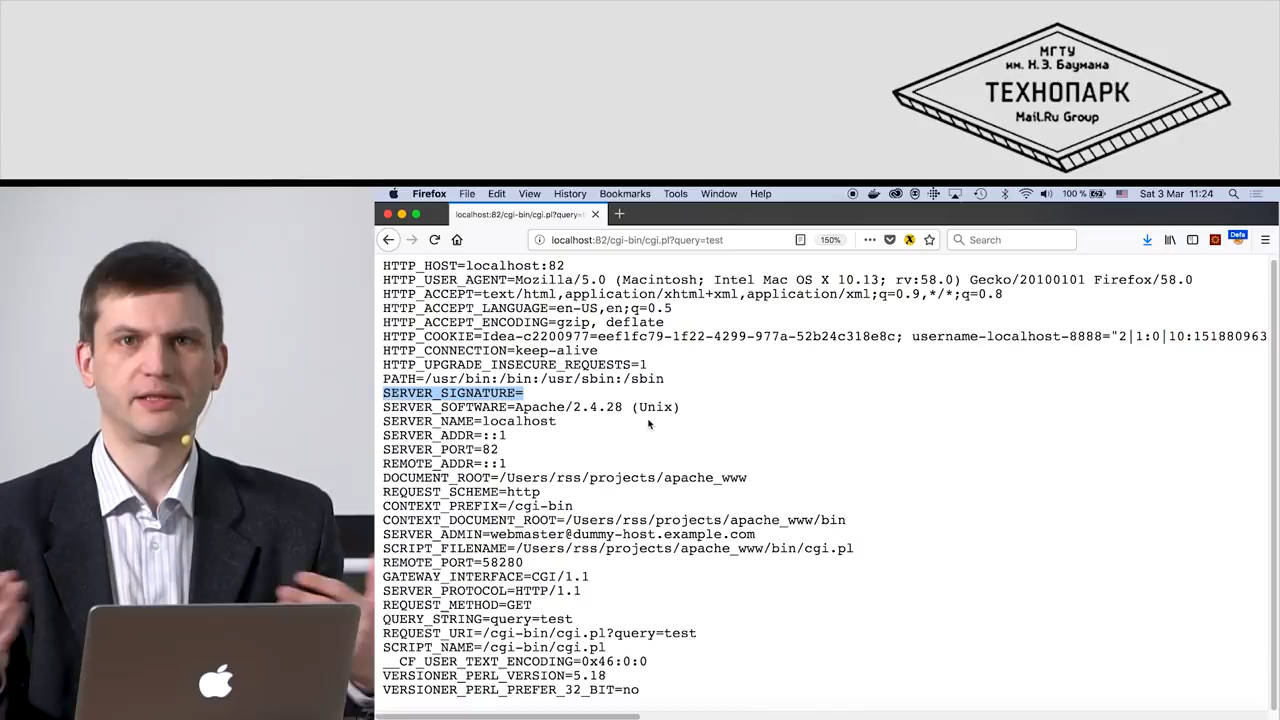 МГТУ
им. Н.Э. Баумана
ТЕХНОПАРК
Mail.Ru Group
Firefox File Edit View History Bookmarks Tools Window Help 100 % Sat 3 Mar 11:24
localhost:82/cgi-bin/cgi.pl?query=t
Defa
localhost:82/cgi-bin/cgi.pl?query=test 150% Search
HTTP_HOST=localhost:82
HTTP_USER_AGENT=Mozilla/5.0 (Macintosh; Intel Mac OS X 10.13; rv:58.0) Gecko/20100101 Firefox/58.0
HTTP_ACCEPT=text/html,application/xhtml+xml,application/xml;q=0.9,*/*;q=0.8
HTTP_ACCEPT_LANGUAGE=en-US,en;q=0.5
HTTP_ACCEPT_ENCODING=gzip, deflate
HTTP_COOKIE=Idea-c2200977=eef1fc79-1f22-4299-977a-52b24c318e8c; username-localhost-8888="2|1:0|10:151880963
HTTP_CONNECTION=keep-alive
HTTP_UPGRADE_INSECURE_REQUESTS=1
PATH=/usr/bin:/bin:/usr/sbin:/sbin
SERVER_SIGNATURE=
SERVER_SOFTWARE=Apache/2.4.28 (Unix)
SERVER_NAME=localhost
SERVER_ADDR=::1
SERVER_PORT=82
REMOTE_ADDR=::1
DOCUMENT_ROOT=/Users/rss/projects/apache_www
REQUEST_SCHEME=http
CONTEXT_PREFIX=/cgi-bin
CONTEXT_DOCUMENT_ROOT=/Users/rss/projects/apache_www/bin
SERVER_ADMIN=webmaster@dummy-host.example.com
SCRIPT_FILENAME=/Users/rss/projects/apache_www/bin/cgi.pl
REMOTE_PORT=58280
GATEWAY_INTERFACE=CGI/1.1
SERVER_PROTOCOL=HTTP/1.1
REQUEST_METHOD=GET
QUERY_STRING=query=test
REQUEST_URI=/cgi-bin/cgi.pl?query=test
SCRIPT_NAME=/cgi-bin/cgi.pl
__CF_USER_TEXT_ENCODING=0x46:0:0
VERSIONER_PERL_VERSION=5.18
VERSIONER_PERL_PREFER_32_BIT=no